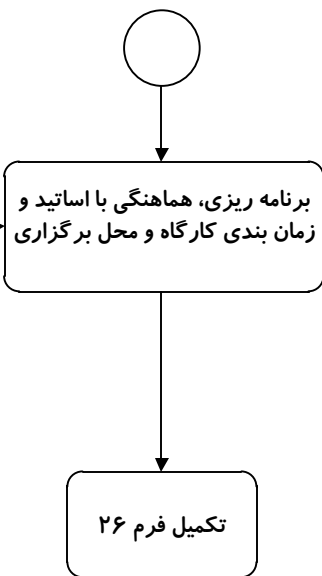 برنامه ریزی، هماهنگی با اساتید و
زمان بندی کارگاه و محل برگزاری
تکمیل فرم ۲۶